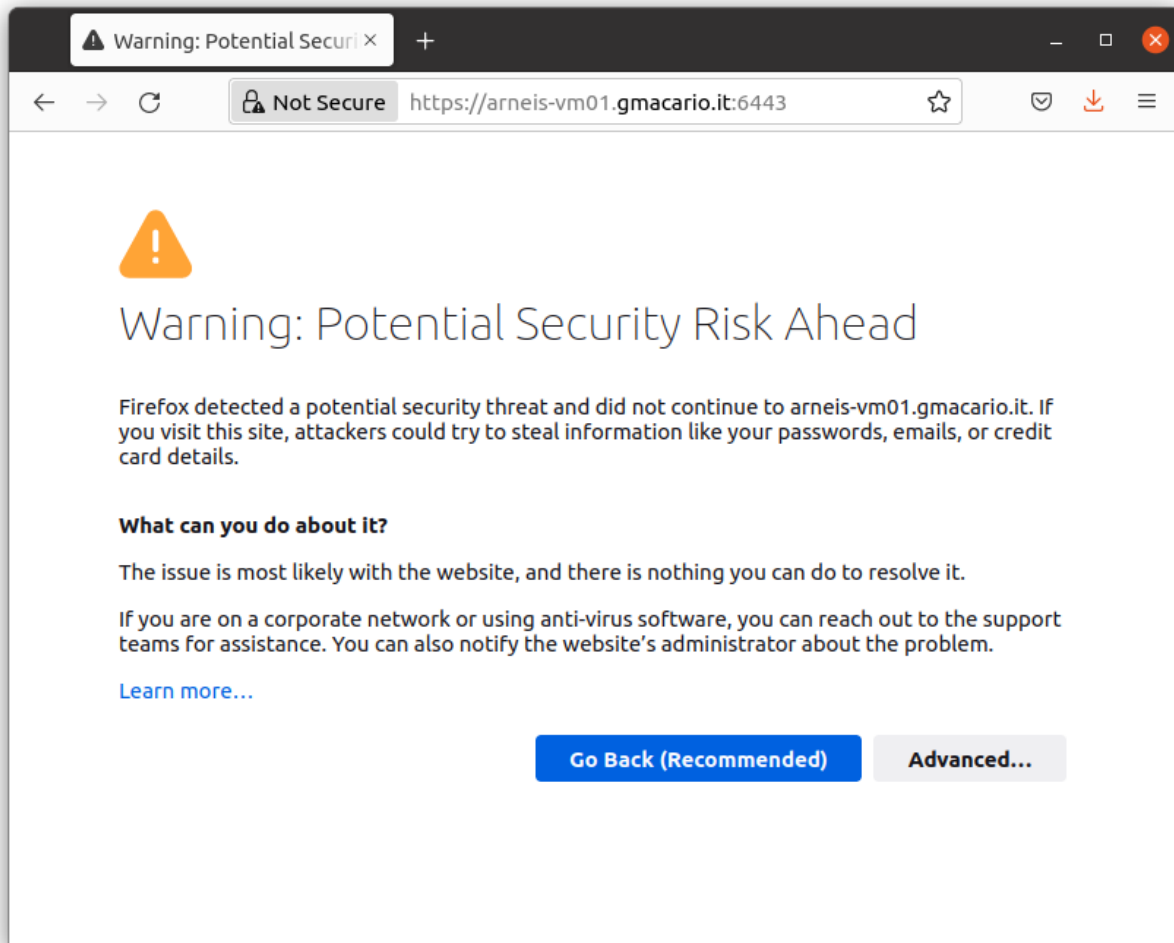 Warning: Potential Securi
Not Secure https://arneis-vm01.gmacario.it:6443
Warning: Potential Security Risk Ahead
Firefox detected a potential security threat and did not continue to arneis-vm01.gmacario.it. If
you visit this site, attackers could try to steal information like your passwords, emails, or credit
card details.
What can you do about it?
The issue is most likely with the website, and there is nothing you can do to resolve it.
If you are on a corporate network or using anti-virus software, you can reach out to the support
teams for assistance. You can also notify the website’s administrator about the problem.
Learn more…
Go Back (Recommended) Advanced…